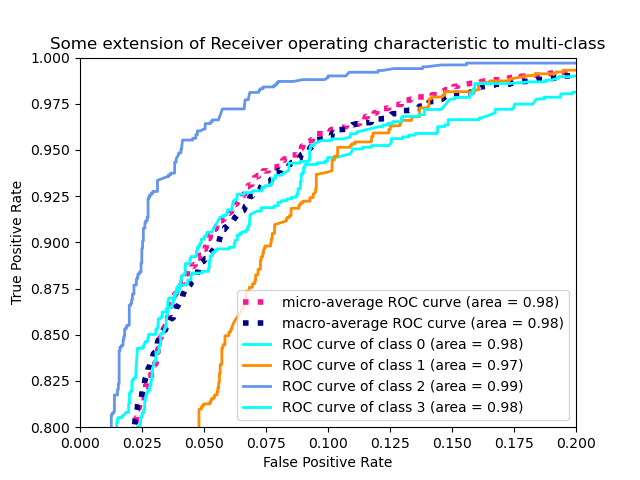 Some extension of Receiver operating characteristic to multi-class
1.000
0.975
0.950
0.925
0.900
0.875
0.850
0.825
0.800
True Positive Rate
micro-average ROC curve (area = 0.98)
macro-average ROC curve (area = 0.98)
ROC curve of class 0 (area = 0.98)
ROC curve of class 1 (area = 0.97)
ROC curve of class 2 (area = 0.99)
ROC curve of class 3 (area = 0.98)
0.000 0.025 0.050 0.075 0.100 0.125 0.150 0.175 0.200
False Positive Rate